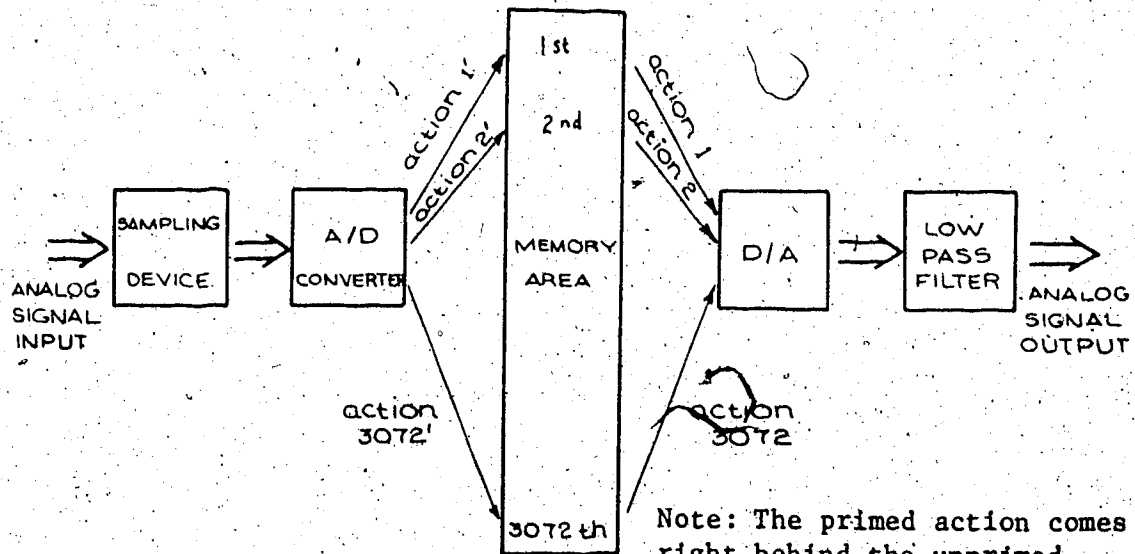 ANALOG
SIGNAL
INPUT
SAMPLING
DEVICE.
A/D
CONVERTER
action 1'
action 2'
action
3072'
1st
2nd
MEMORY
AREA
3072th
action 1
action 2
action
3072
D/A
LOW
PASS
FILTER
ANALOG
SIGNAL
OUTPUT
Note: The primed action comes
right behind the unprimed